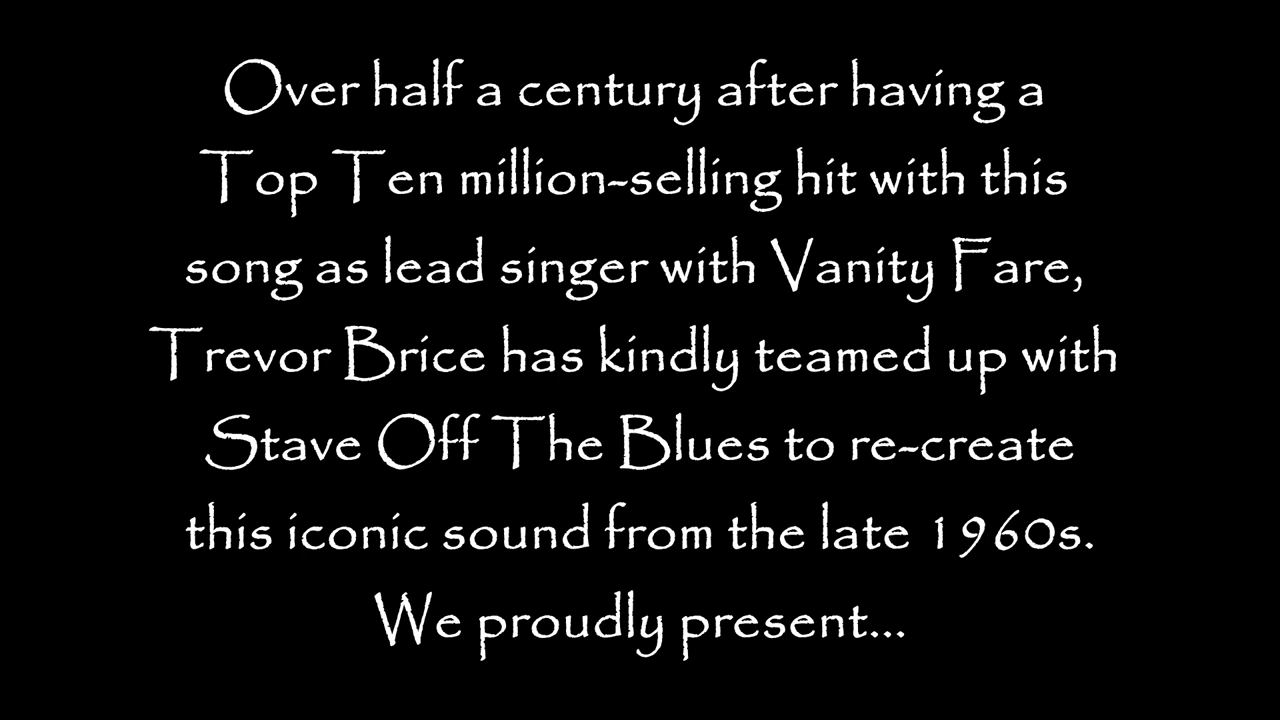 Over half a century after having a
Top Ten million-selling hit with this
song as lead singer with Vanity Fare,
Trevor Brice has kindly teamed up with
Stave Off The Blues to re-create
this iconic sound from the late 1960s.
We proudly present...